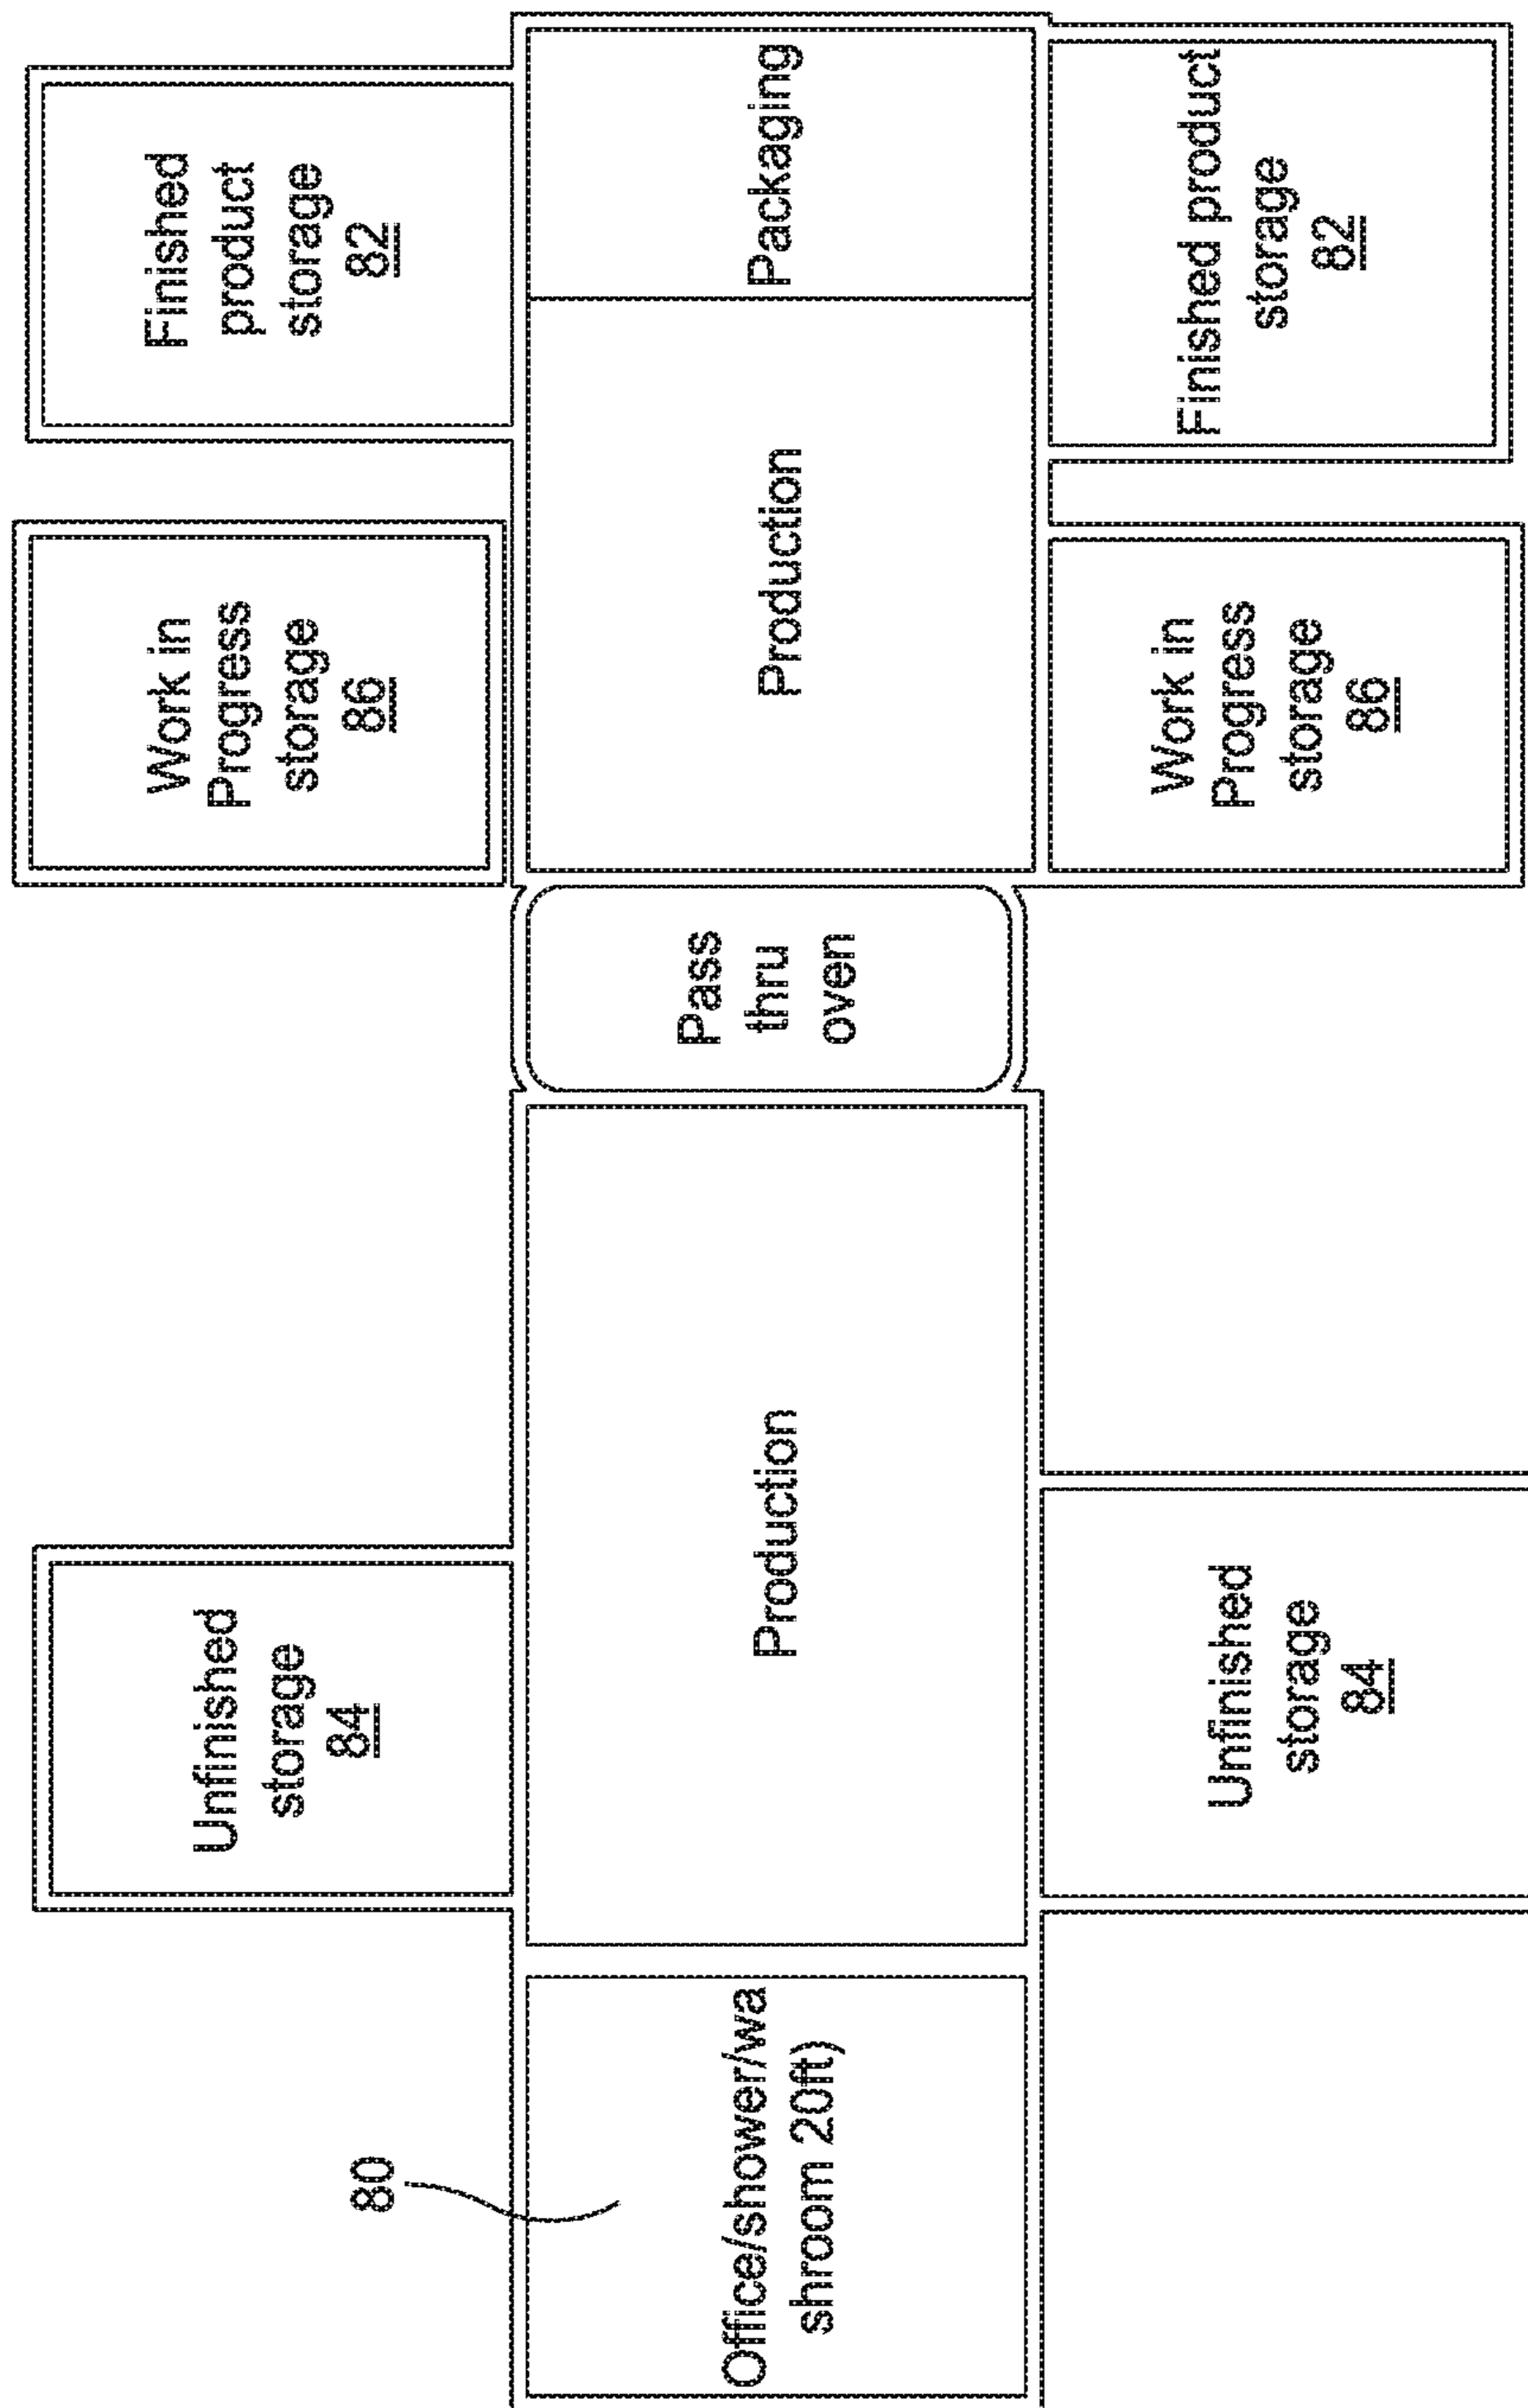 80
Unfinished
storage
84
Work in
Progress
storage
86
Finished
product
storage
82
Office/shower/wa
shroom 20ft)
Production
Pass
thru
oven
Production
Packaging
Unfinished
storage
84
Work in
Progress
storage
86
Finished product
storage
82